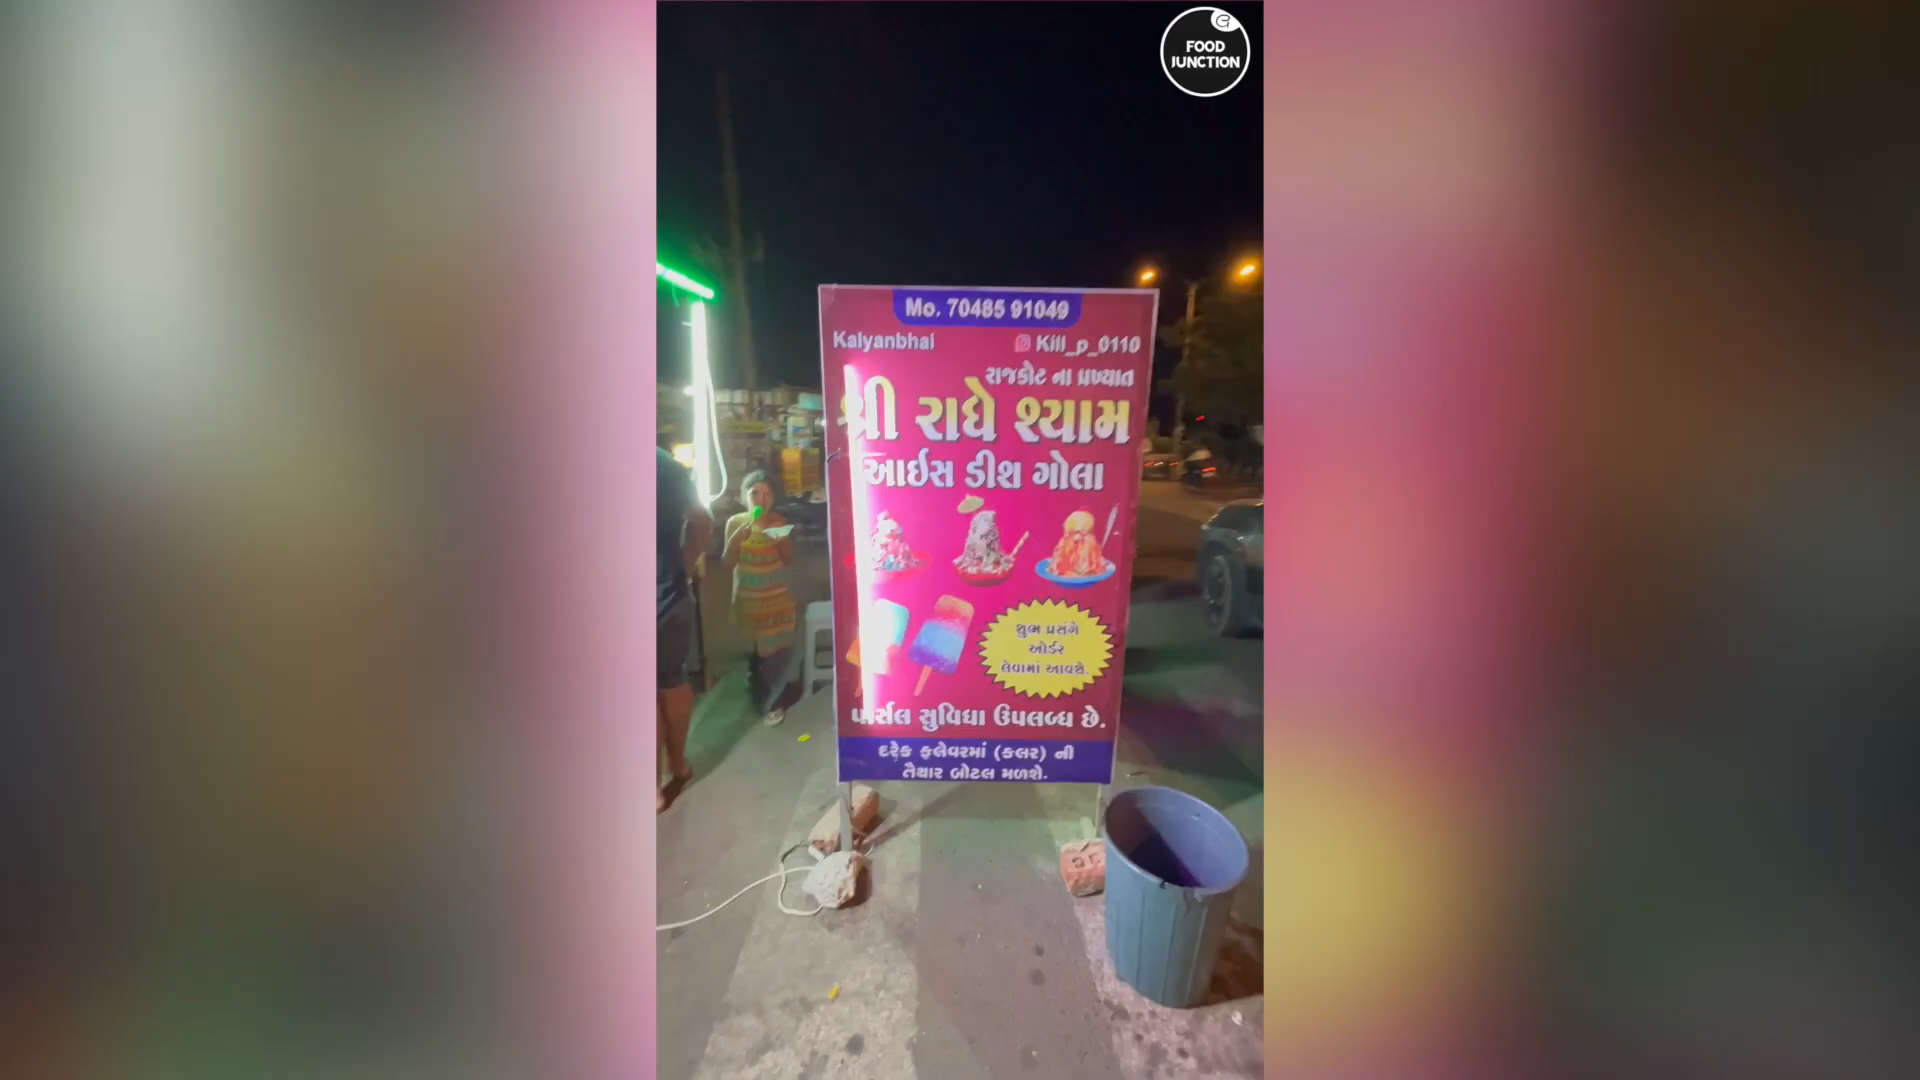 FOOD
JUNCTION
Mo. 70485 91049
Kalyanbhai
Kill_p_0110
રાજકોટ ના પ્રખ્યાત
શ્રી રાધે શ્યામ
આઈસ ડીશ ગોલા
શુભ પ્રસંગે
ઓર્ડર
લેવામાં આવશે.
પાર્સલ સુવિધા ઉપલબ્ધ છે.
દરેક ફ્લેવરમાં (કલર) ની
તૈયાર બોટલ મળશે.